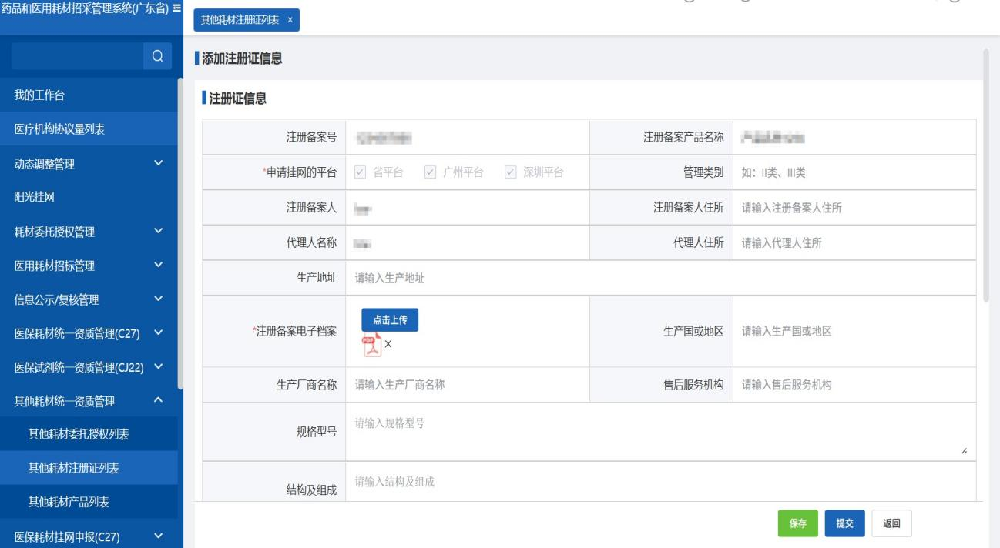 药品和医用耗材招采管理系统(广东省)
其他耗材注册证列表 ×
添加注册证信息
我的工作台
医疗机构协议量列表
动态调整管理
阳光挂网
耗材委托授权管理
医用耗材招标管理
信息公示/复核管理
医保耗材统一资质管理(C27)
医保试剂统一资质管理(CJ22)
其他耗材统一资质管理
其他耗材委托授权列表
其他耗材注册证列表
其他耗材产品列表
医保耗材挂网申报(C27)
注册证信息
注册备案号
注册备案产品名称
*申请挂网的平台 省平台 广州平台 深圳平台
管理类别 如：II类、III类
注册备案人
注册备案人住所 请输入注册备案人住所
代理人名称
代理人住所 请输入代理人住所
生产地址 请输入生产地址
*注册备案电子档案 点击上传
PDF X
生产国或地区 请输入生产国或地区
生产厂商名称 请输入生产厂商名称
售后服务机构 请输入售后服务机构
规格型号 请输入规格型号
结构及组成 请输入结构及组成
保存 提交 返回